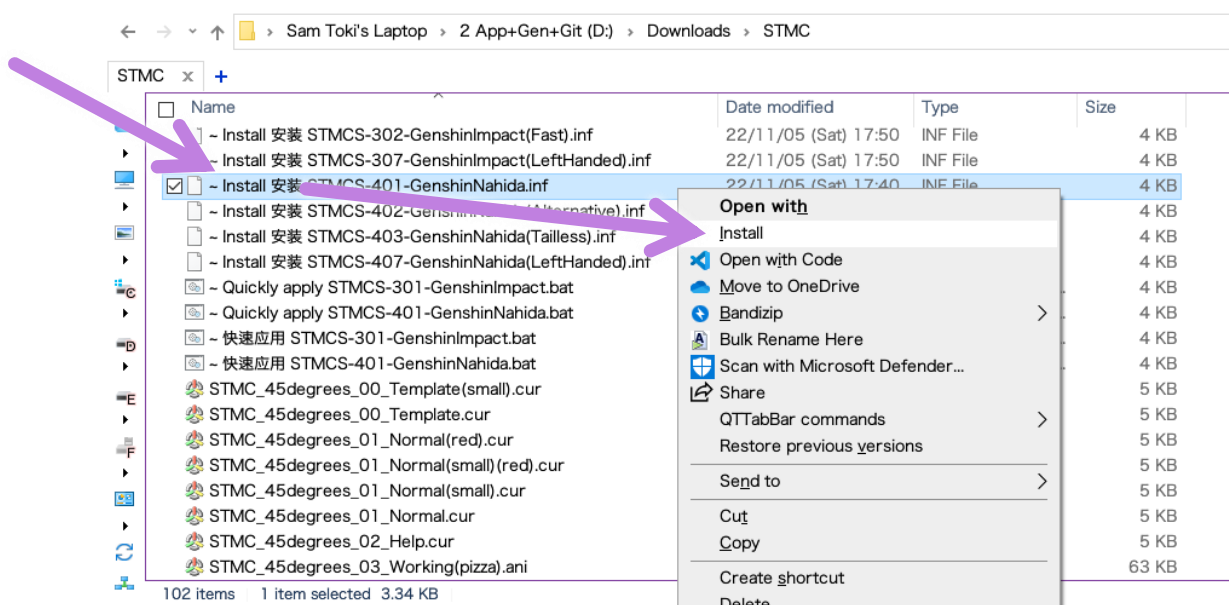 Sam Toki's Laptop › 2 App+Gen+Git (D:) › Downloads › STMC
STMC x +
Name Date modified Type Size
~ Install 安装 STMCS-302-GenshinImpact(Fast).inf 22/11/05 (Sat) 17:50 INF File 4 KB
~ Install 安装 STMCS-307-GenshinImpact(LeftHanded).inf 22/11/05 (Sat) 17:50 INF File 4 KB
~ Install 安装 STMCS-401-GenshinNahida.inf 22/11/05 (Sat) 17:40 INF File 4 KB
~ Install 安装 STMCS-402-GenshinNahida(Alternative).inf 4 KB
~ Install 安装 STMCS-403-GenshinNahida(Tailless).inf 4 KB
~ Install 安装 STMCS-407-GenshinNahida(LeftHanded).inf 4 KB
~ Quickly apply STMCS-301-GenshinImpact.bat 4 KB
~ Quickly apply STMCS-401-GenshinNahida.bat 4 KB
~ 快速应用 STMCS-301-GenshinImpact.bat 4 KB
~ 快速应用 STMCS-401-GenshinNahida.bat 4 KB
STMC_45degrees_00_Template(small).cur 5 KB
STMC_45degrees_00_Template.cur 5 KB
STMC_45degrees_01_Normal(red).cur 5 KB
STMC_45degrees_01_Normal(small)(red).cur 5 KB
STMC_45degrees_01_Normal(small).cur 5 KB
STMC_45degrees_01_Normal.cur 5 KB
STMC_45degrees_02_Help.cur 5 KB
STMC_45degrees_03_Working(pizza).ani 63 KB
102 items 1 item selected 3.34 KB
C
D
E
F
Open with
Install
Open with Code
Move to OneDrive
Bandizip
Bulk Rename Here
Scan with Microsoft Defender...
Share
QTTabBar commands
Restore previous versions
Send to
Cut
Copy
Create shortcut
Delete